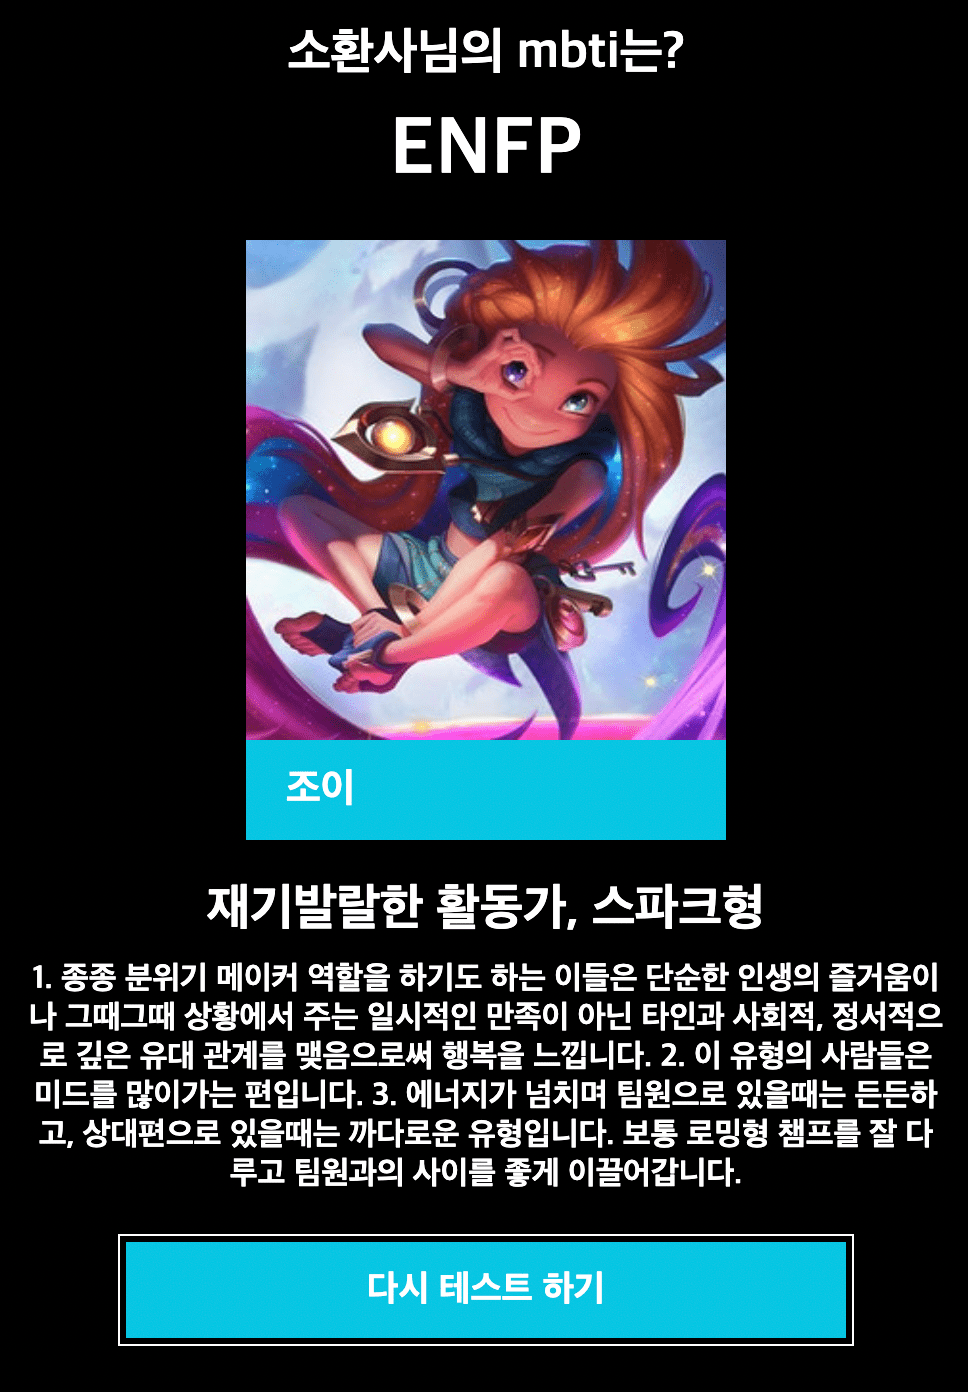 소환사님의 mbti는?
ENFP
조이
재기발랄한 활동가, 스파크형
1. 종종 분위기 메이커 역할을 하기도 하는 이들은 단순한 인생의 즐거움이
나 그때그때 상황에서 주는 일시적인 만족이 아닌 타인과 사회적, 정서적으
로 깊은 유대 관계를 맺음으로써 행복을 느낍니다. 2. 이 유형의 사람들은
미드를 많이가는 편입니다. 3. 에너지가 넘치며 팀원으로 있을때는 든든하
고, 상대편으로 있을때는 까다로운 유형입니다. 보통 로밍형 챔프를 잘 다
루고 팀원과의 사이를 좋게 이끌어갑니다.
다시 테스트 하기